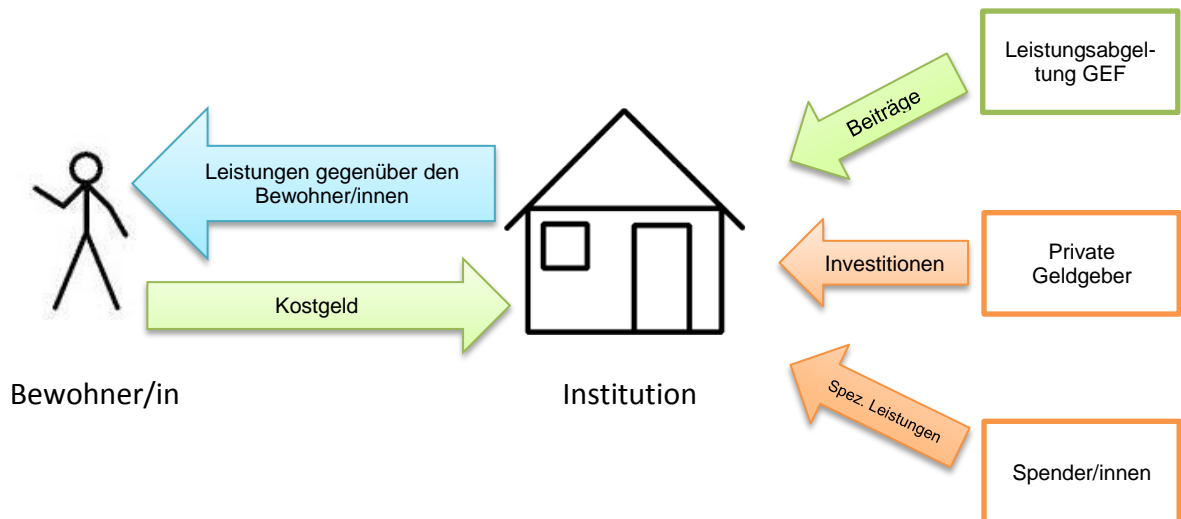 Leistungsabgel-
tung GEF
Beiträge
Leistungen gegenüber den
Bewohner/innen
Investitionen
Private
Geldgeber
Kostgeld
Bewohner/in
Institution
Spez. Leistungen
Spender/innen